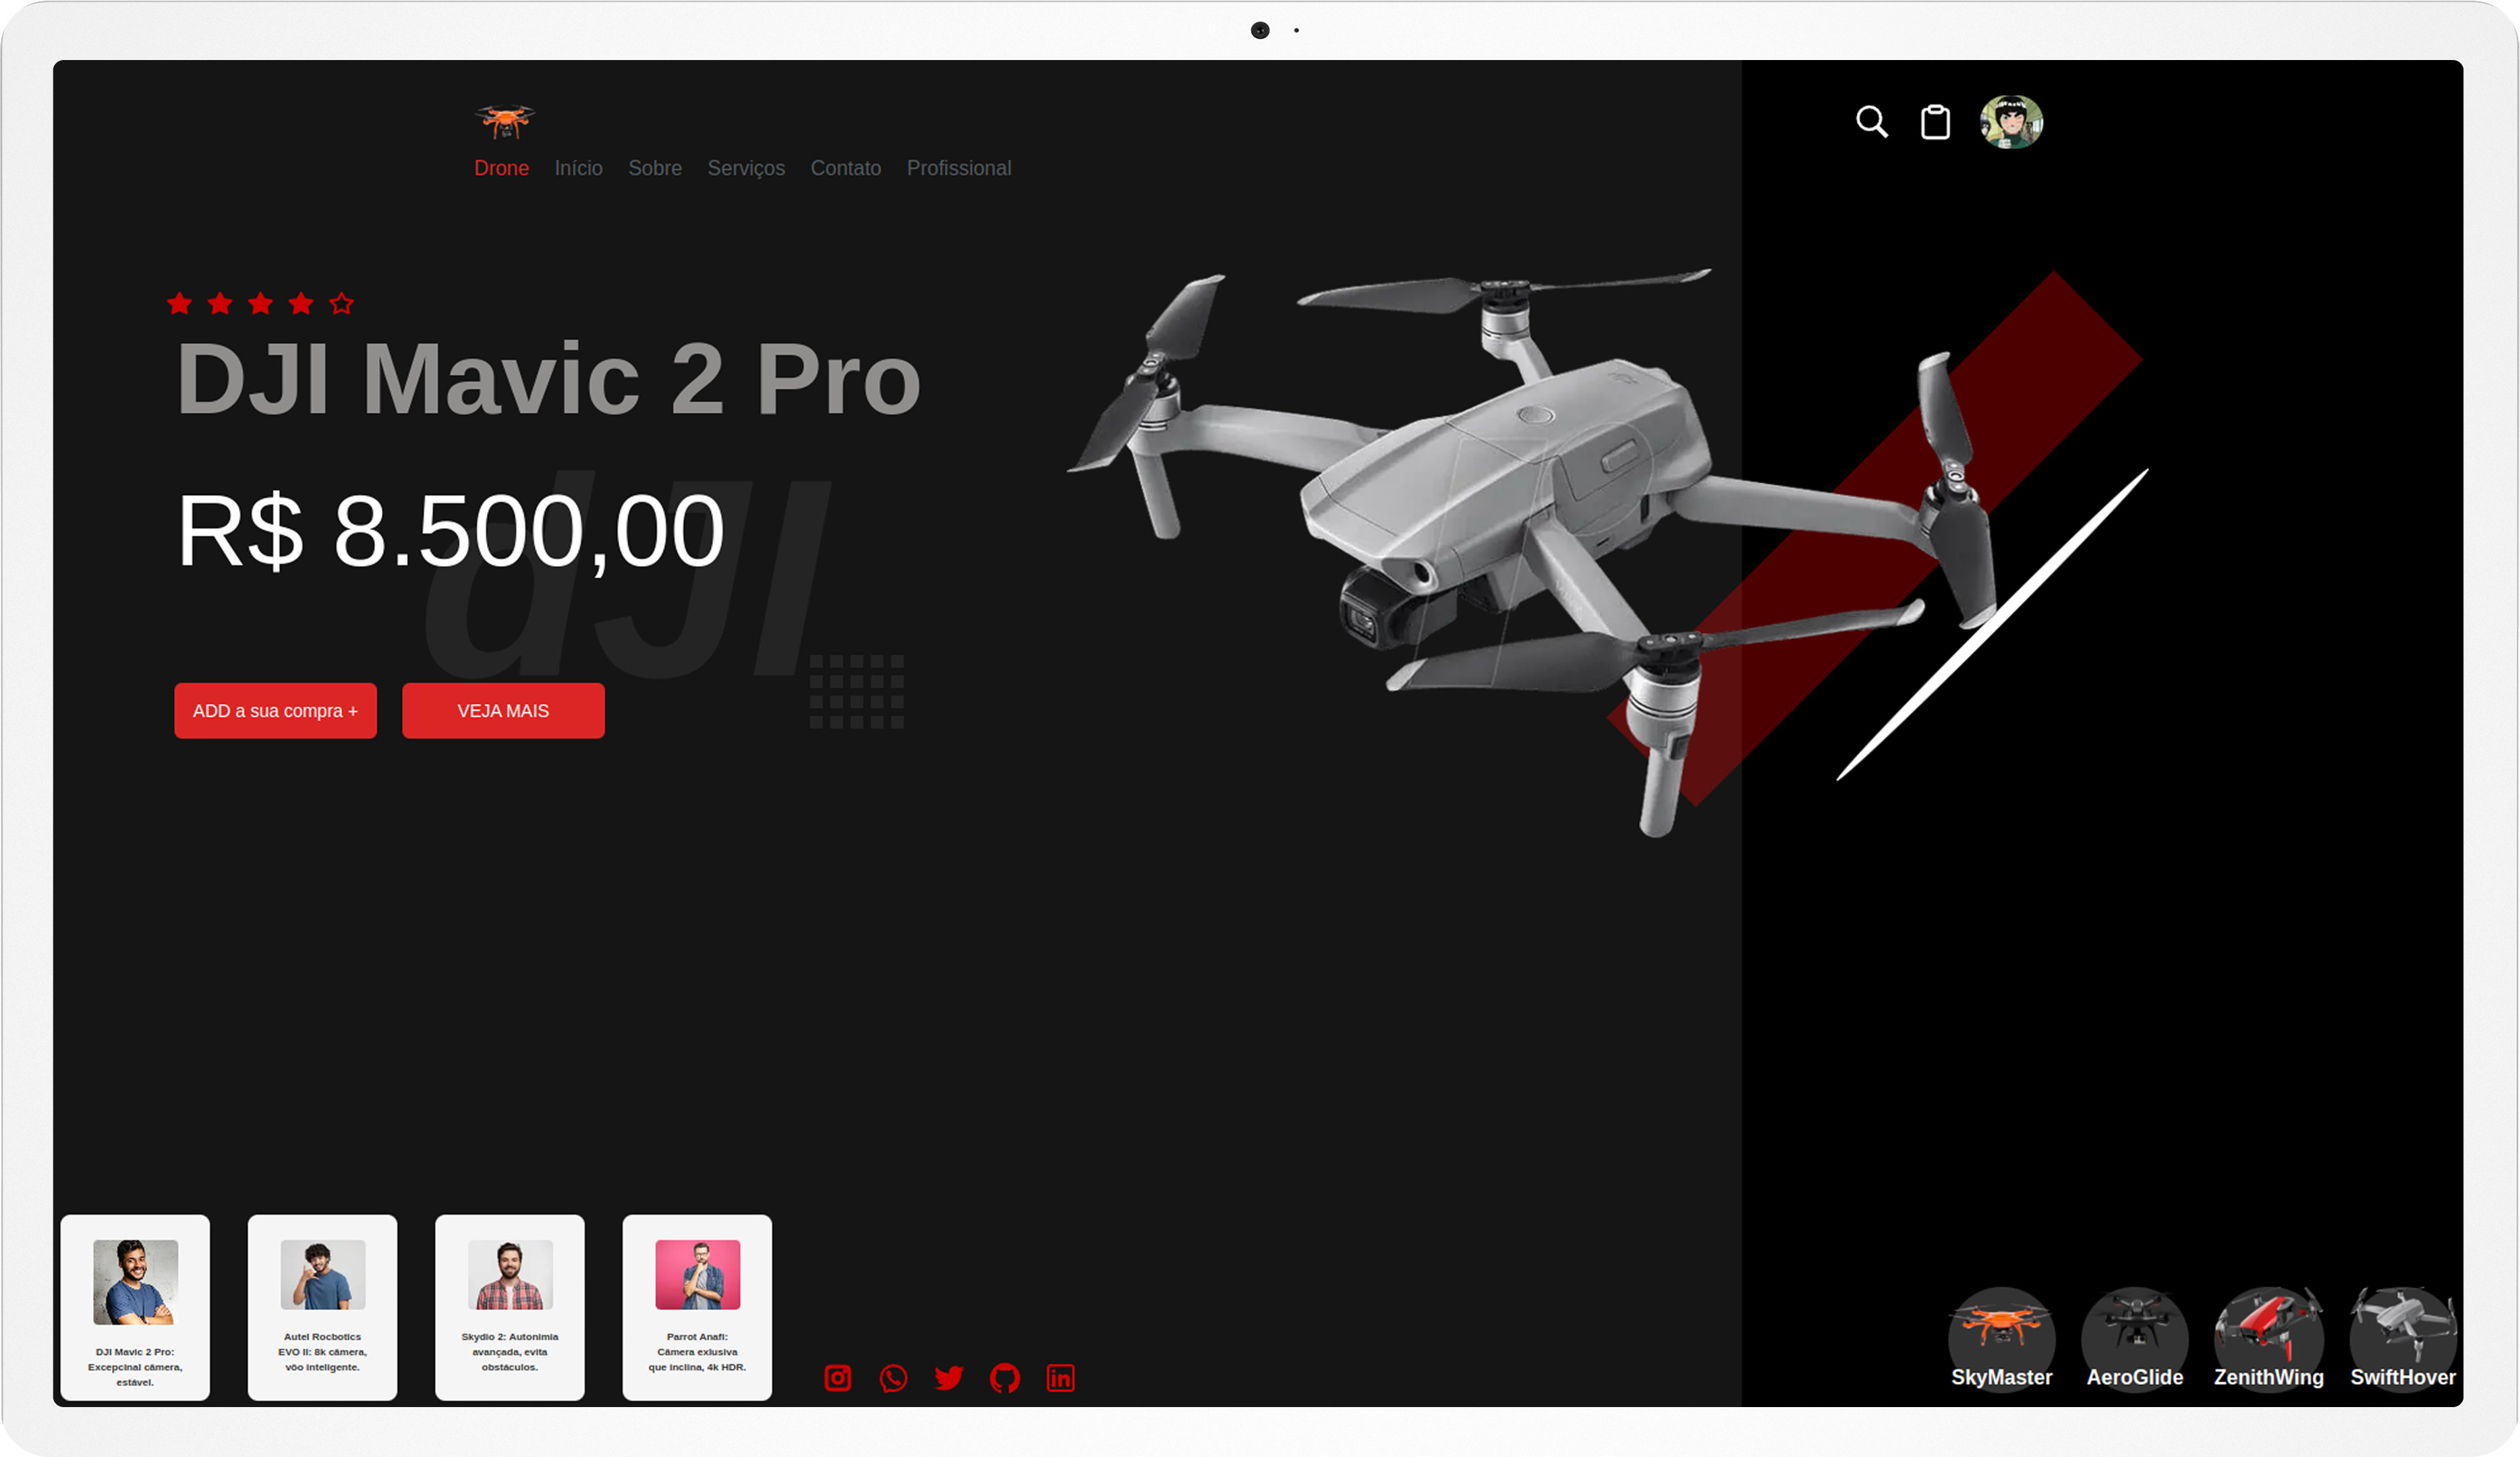 Drone Início Sobre Serviços Contato Profissional
DJI Mavic 2 Pro
R$ 8.500,00
dJI
ADD a sua compra +
VEJA MAIS
DJI Mavic 2 Pro:
Excepcinal câmera,
estável.
Autel Rocbotics
EVO II: 8k câmera,
vôo inteligente.
Skydio 2: Autonimia
avançada, evita
obstáculos.
Parrot Anafi:
Câmera exlusiva
que inclina, 4k HDR.
SkyMaster
AeroGlide
ZenithWing
SwiftHover